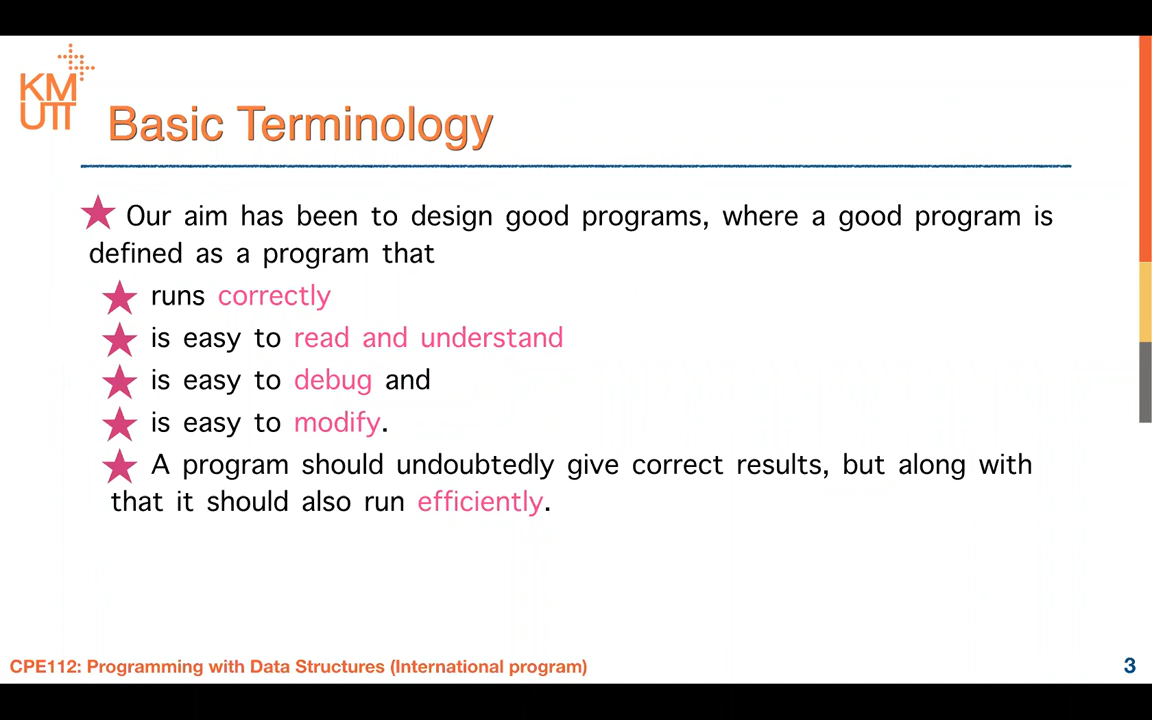 KM
UTT
Basic Terminology
Our aim has been to design good programs, where a good program is
defined as a program that
runs correctly
is easy to read and understand
is easy to debug and
is easy to modify.
A program should undoubtedly give correct results, but along with
that it should also run efficiently.
CPE112: Programming with Data Structures (International program)
3